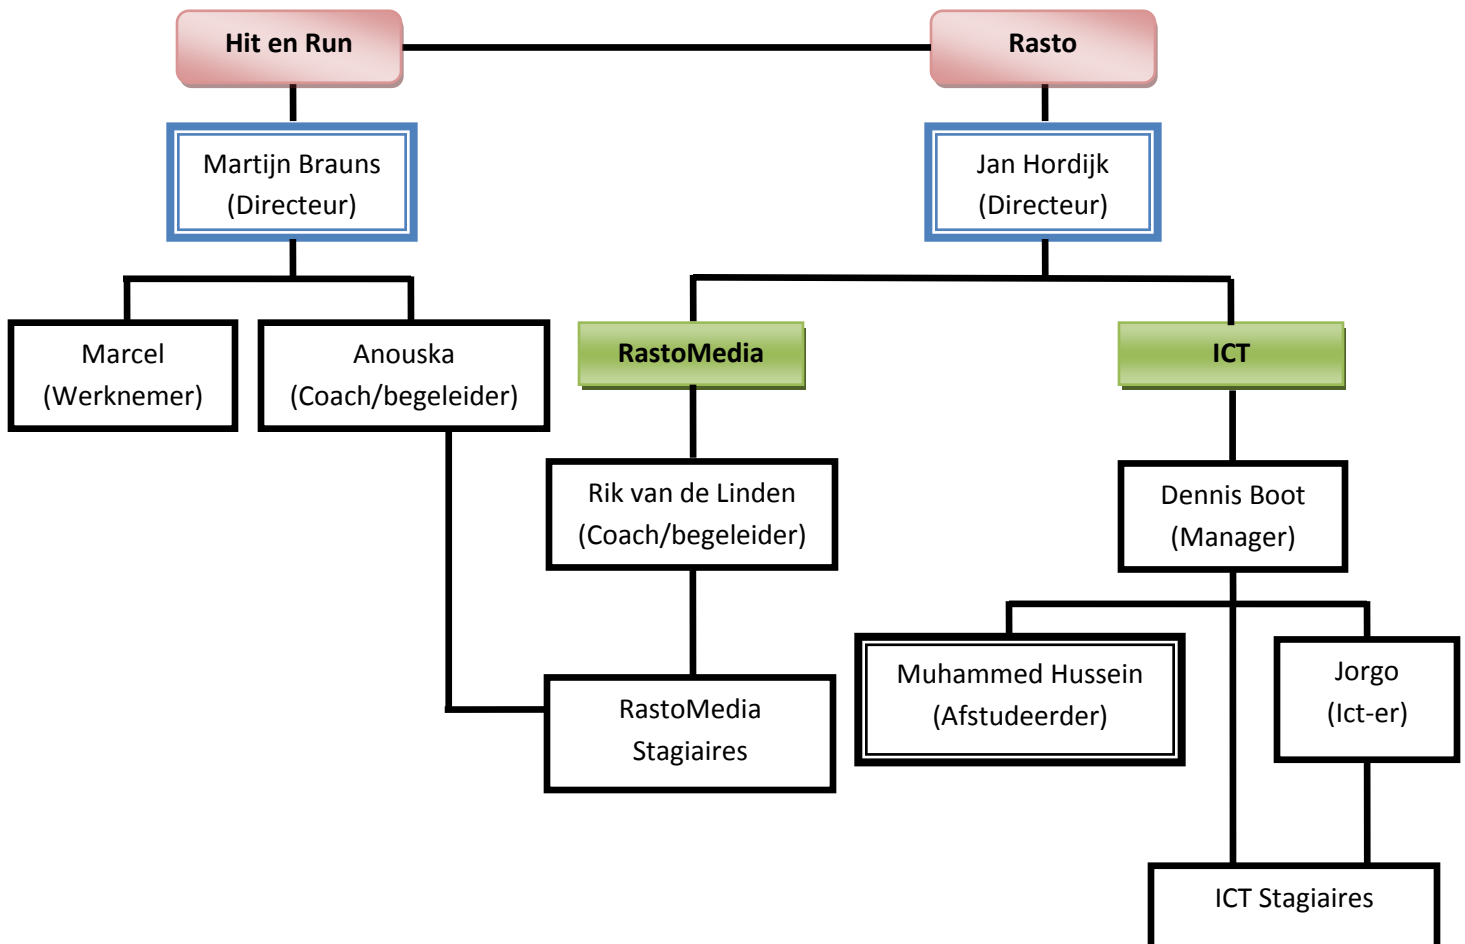 Hit en Run
Rasto
Martijn Brauns
(Directeur)
Jan Hordijk
(Directeur)
Marcel
(Werknemer)
Anouska
(Coach/begeleider)
RastoMedia
ICT
Rik van de Linden
(Coach/begeleider)
Dennis Boot
(Manager)
Muhammed Hussein
(Afstudeerder)
Jorgo
(Ict-er)
RastoMedia
Stagiaires
ICT Stagiaires